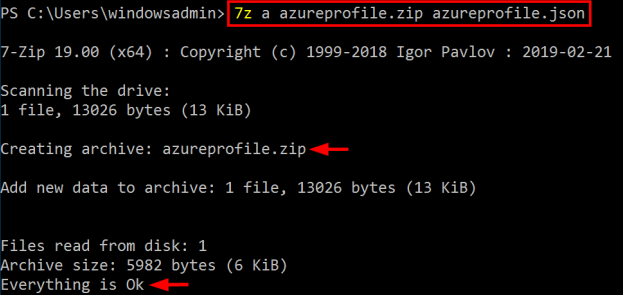 PS C:\Users\windowsadmin> 7z a azureprofile.zip azureprofile.json
7-Zip 19.00 (x64) : Copyright (c) 1999-2018 Igor Pavlov : 2019-02-21
Scanning the drive:
1 file, 13026 bytes (13 KiB)
Creating archive: azureprofile.zip
Add new data to archive: 1 file, 13026 bytes (13 KiB)
Files read from disk: 1
Archive size: 5982 bytes (6 KiB)
Everything is Ok